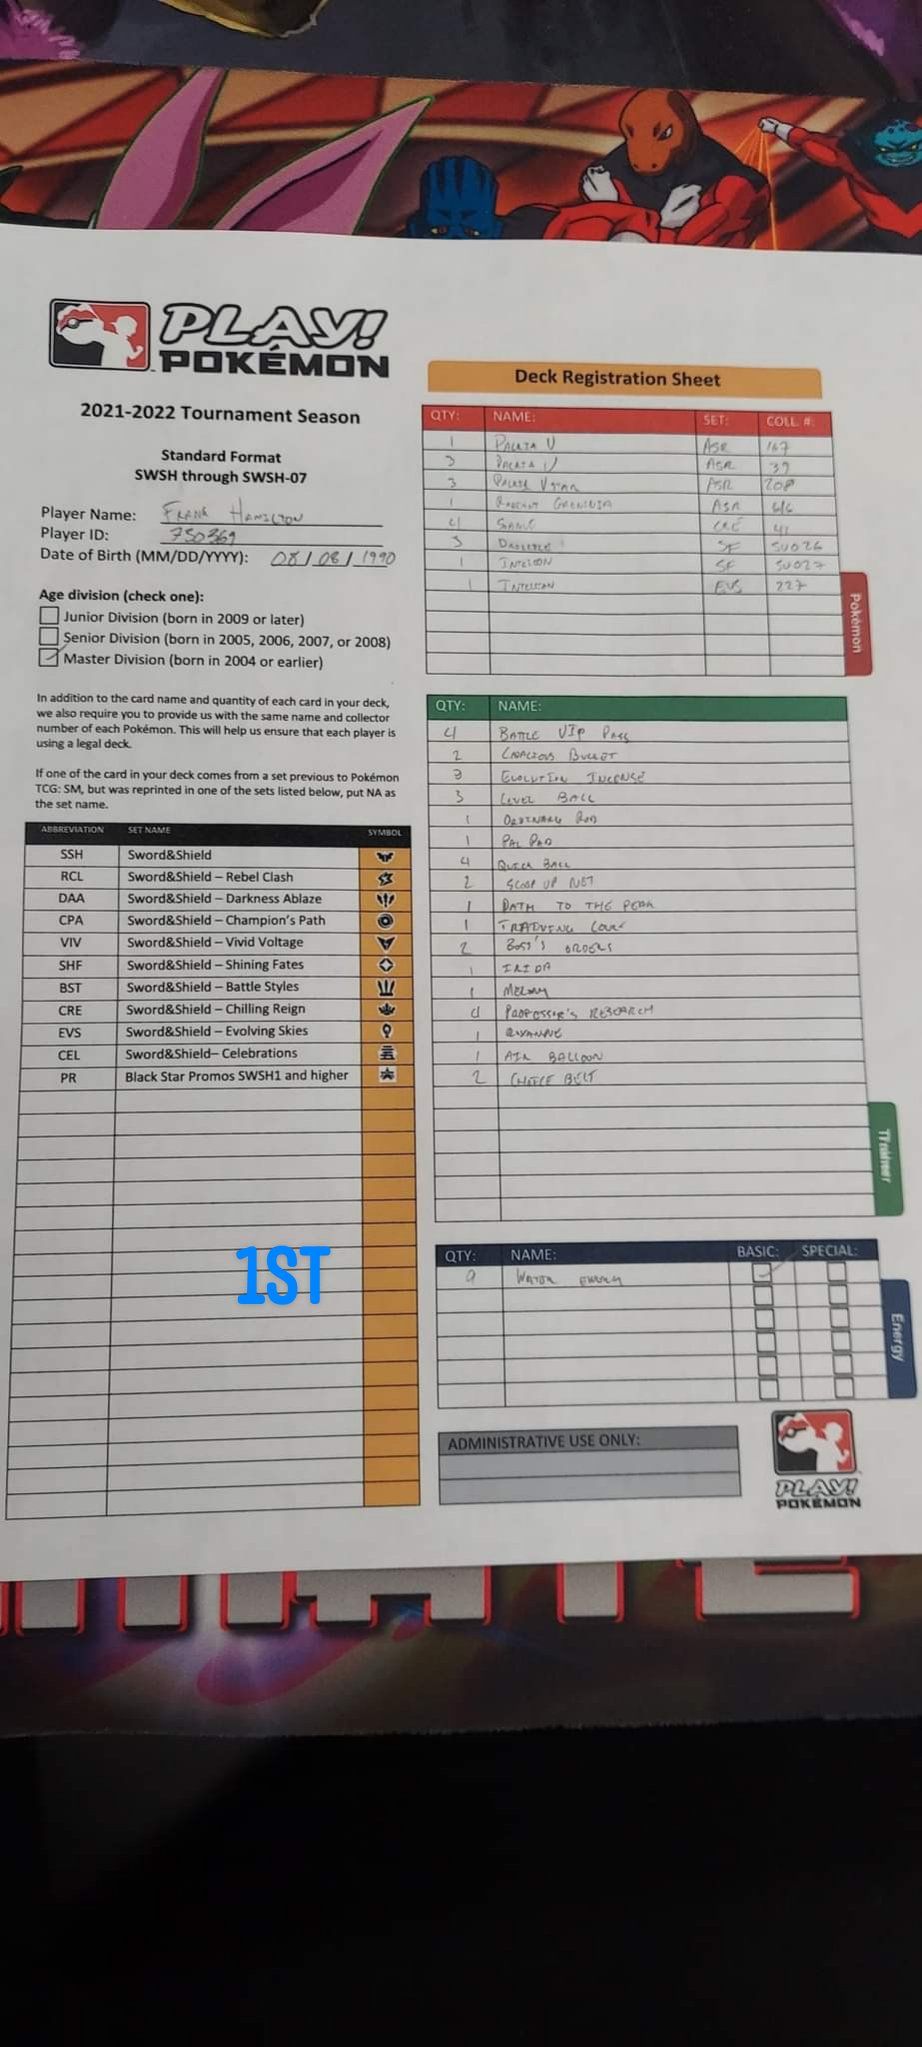 PLAY!
POKÉMON
2021-2022 Tournament Season
Standard Format
SWSH through SWSH-07
Player Name: FRANK HAMILTON
Player ID: 750369
Date of Birth (MM/DD/YYYY): 08/08/1990
Age division (check one):
Junior Division (born in 2009 or later)
Senior Division (born in 2005, 2006, 2007, or 2008)
Master Division (born in 2004 or earlier)
In addition to the card name and quantity of each card in your deck,
we also require you to provide us with the same name and collector
number of each Pokémon. This will help us ensure that each player is
using a legal deck.
If one of the card in your deck comes from a set previous to Pokémon
TCG: SM, but was reprinted in one of the sets listed below, put NA as
the set name.
ABBREVIATION SET NAME SYMBOL
SSH Sword&Shield
RCL Sword&Shield – Rebel Clash
DAA Sword&Shield – Darkness Ablaze
CPA Sword&Shield – Champion's Path
VIV Sword&Shield – Vivid Voltage
SHF Sword&Shield – Shining Fates
BST Sword&Shield – Battle Styles
CRE Sword&Shield – Chilling Reign
EVS Sword&Shield – Evolving Skies
CEL Sword&Shield– Celebrations
PR Black Star Promos SWSH1 and higher
1ST
Deck Registration Sheet
QTY: NAME: SET: COLL. #:
1 PALKIA V ASR 167
3 PALKIA V ASR 39
3 PALKIA VSTAR ASR 208
1 RADIANT GRENINJA ASR
4 CRE 41
3 SF SV026
1 INTELEON SF SV027
1 INTELEON EVS 227
Pokémon
QTY: NAME:
4 BATTLE VIP PASS
2 CAPACIOUS BUCKET
3 EVOLUTION INCENSE
3 LEVEL BALL
1 ORDINARY ROD
1 PAL PAD
4 QUICK BALL
2 SCOOP UP NET
1 PATH TO THE PEAK
1
2 BOSS'S ORDERS
1 IRIDA
1 MELONY
4 PROFESSOR'S RESEARCH
1 ROXANNE
1 AIR BALLOON
2 CHOICE BELT
Trainer
QTY: NAME: BASIC: SPECIAL:
9 WATER ENERGY
Energy
ADMINISTRATIVE USE ONLY:
PLAY!
POKÉMON